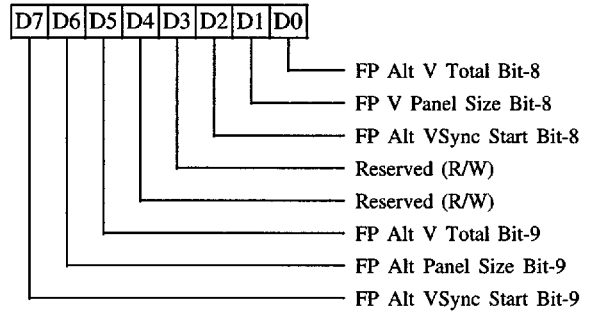 D7 D6 D5 D4 D3 D2 D1 D0
FP Alt V Total Bit-8
FP V Panel Size Bit-8
FP Alt VSync Start Bit-8
Reserved (R/W)
Reserved (R/W)
FP Alt V Total Bit-9
FP Alt Panel Size Bit-9
FP Alt VSync Start Bit-9